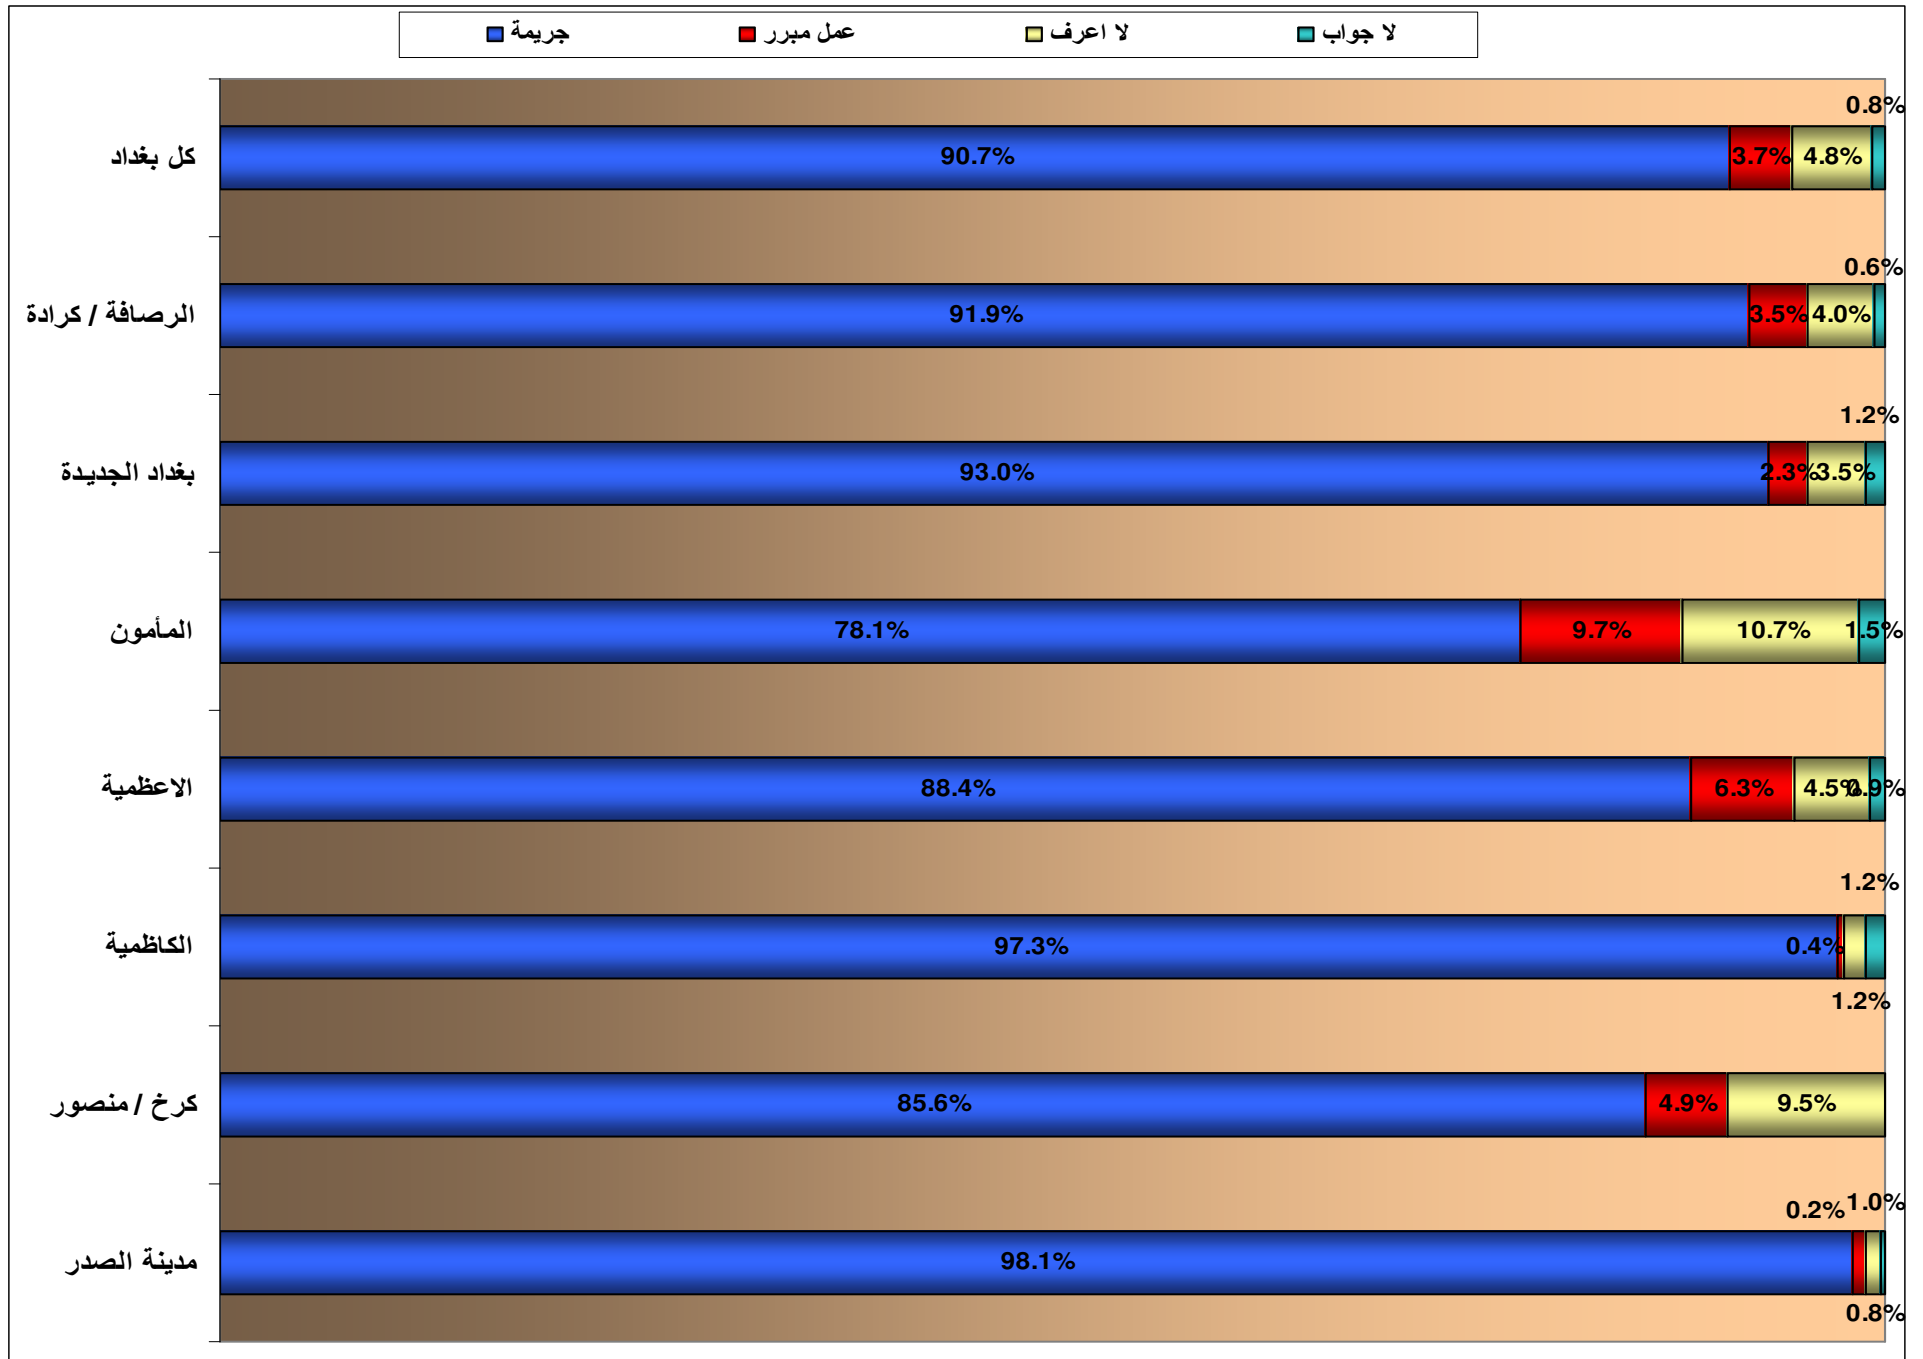 جريمة عمل مبرر لا اعرف لا جواب
0.8%
كل بغداد 90.7% 3.7% 4.8%
0.6%
الرصافة / كرادة 91.9% 3.5% 4.0%
1.2%
بغداد الجديدة 93.0% 2.3% 3.5%
المأمون 78.1% 9.7% 10.7% 1.5%
الاعظمية 88.4% 6.3% 4.5% 0.9%
1.2%
الكاظمية 97.3% 0.4%
1.2%
كرخ / منصور 85.6% 4.9% 9.5%
0.2% 1.0%
مدينة الصدر 98.1%
0.8%